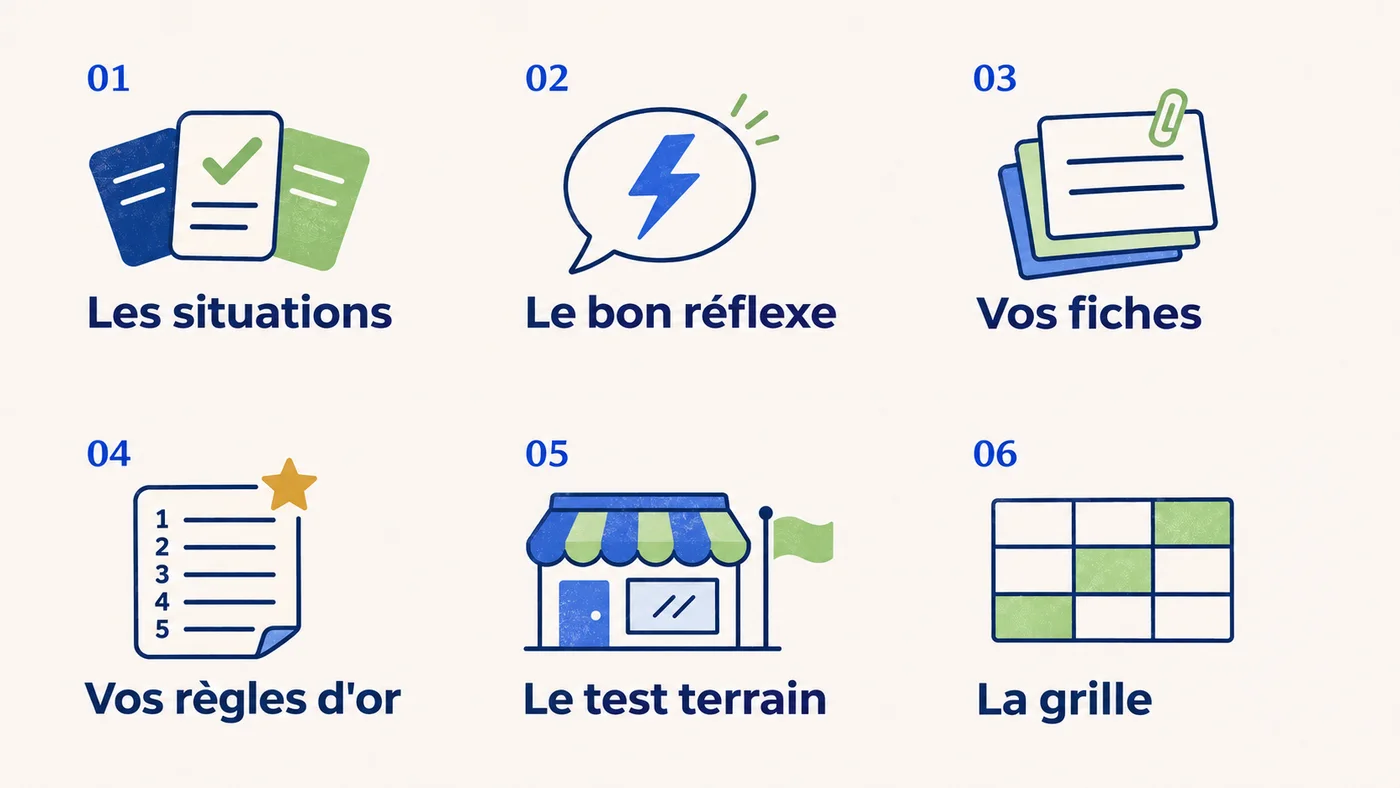 01
Les situations
02
Le bon réflexe
03
Vos fiches
04
1
2
3
4
5
Vos règles d'or
05
Le test terrain
06
La grille